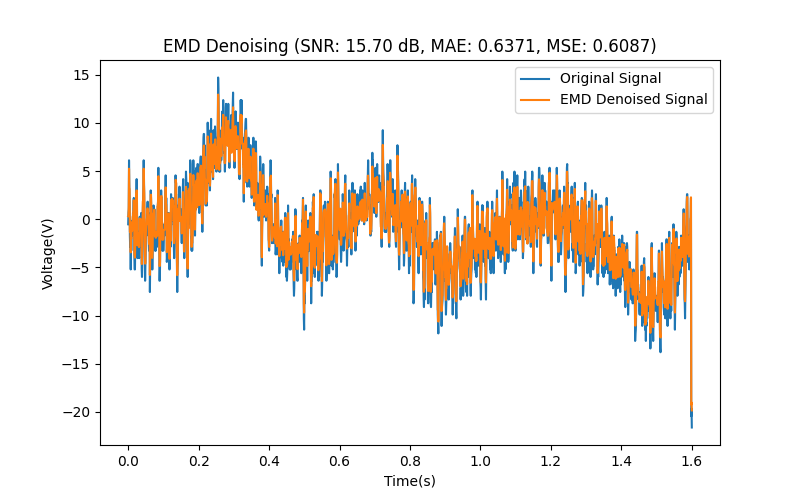 EMD Denoising (SNR: 15.70 dB, MAE: 0.6371, MSE: 0.6087)
Original Signal
EMD Denoised Signal
Voltage(V)
15
10
5
0
−5
−10
−15
−20
0.0 0.2 0.4 0.6 0.8 1.0 1.2 1.4 1.6
Time(s)